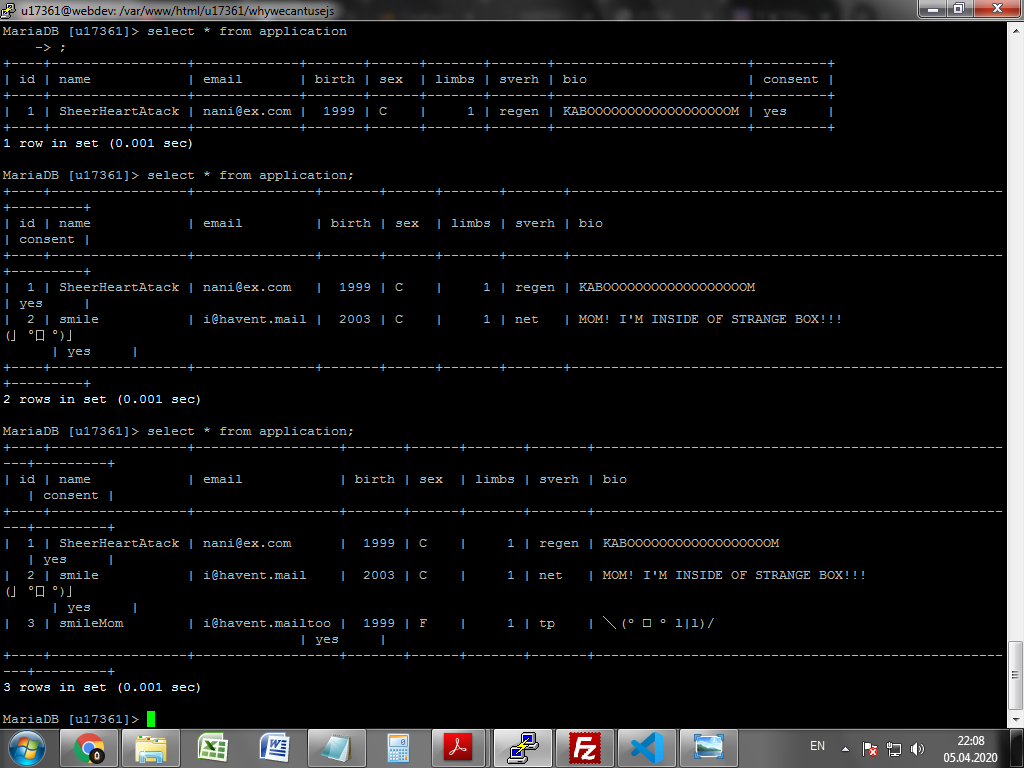 u17361@webdev: /var/www/html/u17361/whywecantusejs
MariaDB [u17361]> select * from application
    -> ;
+----+-----------------+-------------+-------+------+-------+-------+------------------------+---------+
| id | name            | email       | birth | sex  | limbs | sverh | bio                    | consent |
+----+-----------------+-------------+-------+------+-------+-------+------------------------+---------+
|  1 | SheerHeartAtack | nani@ex.com |  1999 | C    |     1 | regen | KABOOOOOOOOOOOOOOOOOOM | yes     |
+----+-----------------+-------------+-------+------+-------+-------+------------------------+---------+
1 row in set (0.001 sec)
MariaDB [u17361]> select * from application;
+----+-----------------+---------------+-------+------+-------+-------+------------------------------------------------------
+---------+
| id | name            | email         | birth | sex  | limbs | sverh | bio
| consent |
+----+-----------------+---------------+-------+------+-------+-------+------------------------------------------------------
+---------+
|  1 | SheerHeartAtack | nani@ex.com   |  1999 | C    |     1 | regen | KABOOOOOOOOOOOOOOOOOOM
| yes     |
|  2 | smile           | i@havent.mail |  2003 | C    |     1 | net   | MOM! I'M INSIDE OF STRANGE BOX!!!
(」 °□ °)」
      | yes     |
+----+-----------------+---------------+-------+------+-------+-------+------------------------------------------------------
+---------+
2 rows in set (0.001 sec)
MariaDB [u17361]> select * from application;
+----+-----------------+------------------+-------+------+-------+-------+---------------------------------------------------
---+---------+
| id | name            | email            | birth | sex  | limbs | sverh | bio
   | consent |
+----+-----------------+------------------+-------+------+-------+-------+---------------------------------------------------
---+---------+
|  1 | SheerHeartAtack | nani@ex.com      |  1999 | C    |     1 | regen | KABOOOOOOOOOOOOOOOOOOM
   | yes     |
|  2 | smile           | i@havent.mail    |  2003 | C    |     1 | net   | MOM! I'M INSIDE OF STRANGE BOX!!!
(」 °□ °)」
      | yes     |
|  3 | smileMom        | i@havent.mailtoo |  1999 | F    |     1 | tp    | ＼(º □ º l|l)/
                                     | yes     |
+----+-----------------+------------------+-------+------+-------+-------+---------------------------------------------------
---+---------+
3 rows in set (0.001 sec)
MariaDB [u17361]>
EN
22:08
05.04.2020